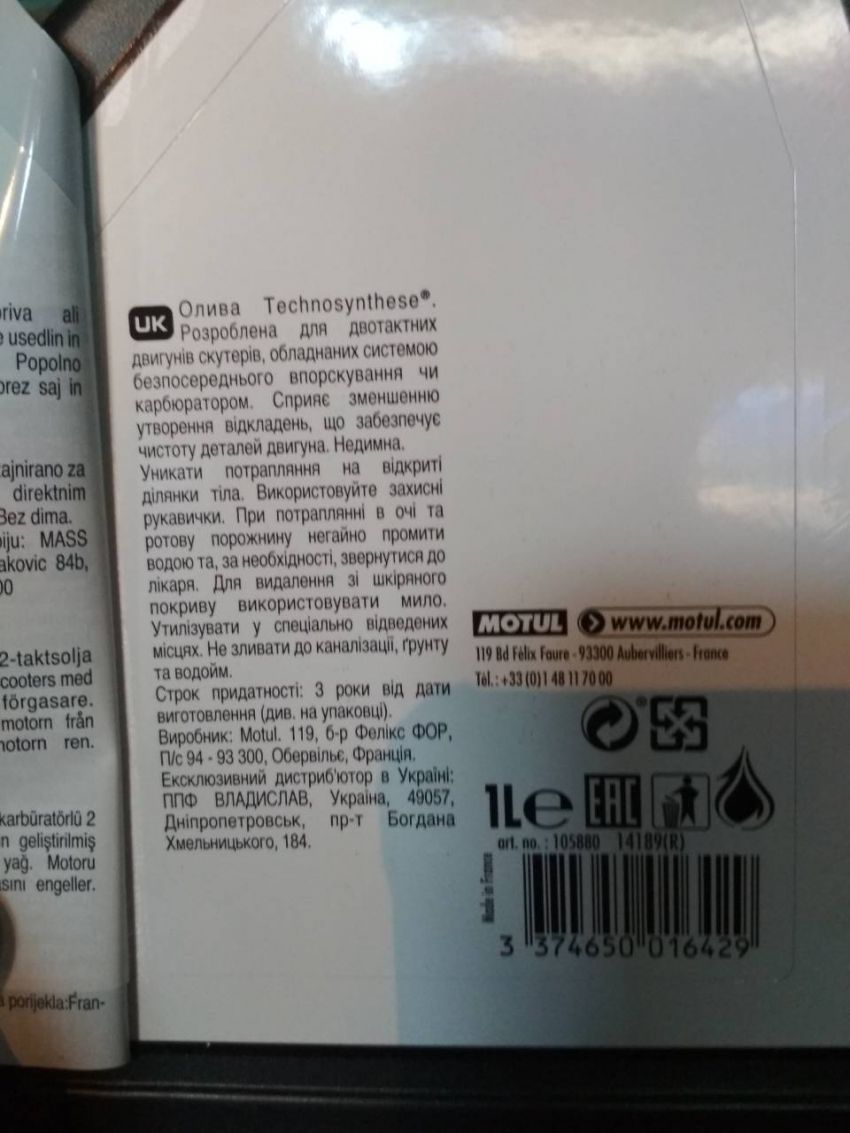 oriva ali
e usedlin in
Popolno
prez saj in
ajnirano za
direktnim
Bez dima.
oiju: MASS
akovic 84b,
00
2-taktsolja
cooters med
förgasare.
motorn från
motorn ren.
karbüratörlü 2
n geliştirilmiş
yağ. Motoru
asını engeller.
a porijekla:Fran-
UK
Олива Technosynthese®.
Розроблена для двотактних
двигунів скутерів, обладнаних системою
безпосереднього впорскування чи
карбюратором. Сприяє зменшенню
утворення відкладень, що забезпечує
чистоту деталей двигуна. Недимна.
Уникати потрапляння на відкриті
ділянки тіла. Використовуйте захисні
рукавички. При потраплянні в очі та
ротову порожнину негайно промити
водою та, за необхідності, звернутися до
лікаря. Для видалення зі шкіряного
покриву використовувати мило.
Утилізувати у спеціально відведених
місцях. Не зливати до каналізації, ґрунту
та водойм.
Строк придатності: 3 роки від дати
виготовлення (див. на упаковці).
Виробник: Motul. 119, б-р Фелікс ФОР,
П/с 94 - 93 300, Обервільє, Франція.
Ексклюзивний дистриб'ютор в Україні:
ППФ ВЛАДИСЛАВ, Україна, 49057,
Дніпропетровськ, пр-т Богдана
Хмельницького, 184.
MOTUL www.motul.com
119 Bd Félix Faure - 93300 Aubervilliers - France
Tél.: +33 (0)1 48 11 70 00
1L e EAC
art. no. : 105880 14189(R)
Made in France
3 374650 016429